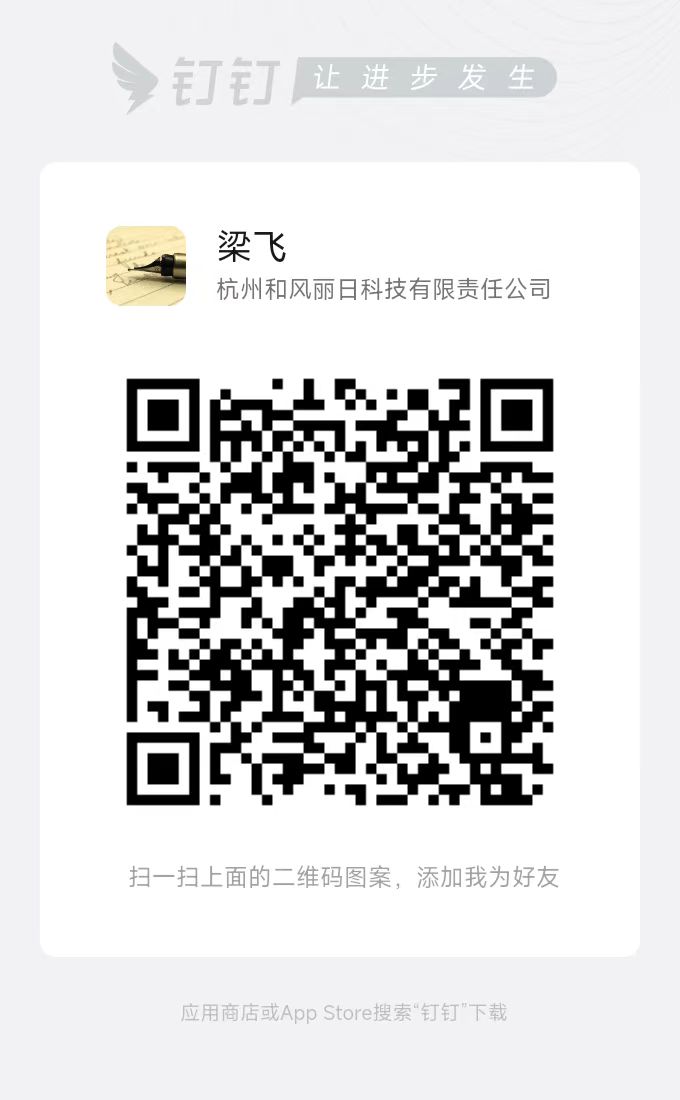 钉钉 让进步发生
梁飞
杭州和风丽日科技有限责任公司
扫一扫上面的二维码图案，添加我为好友
应用商店或App Store搜索“钉钉”下载